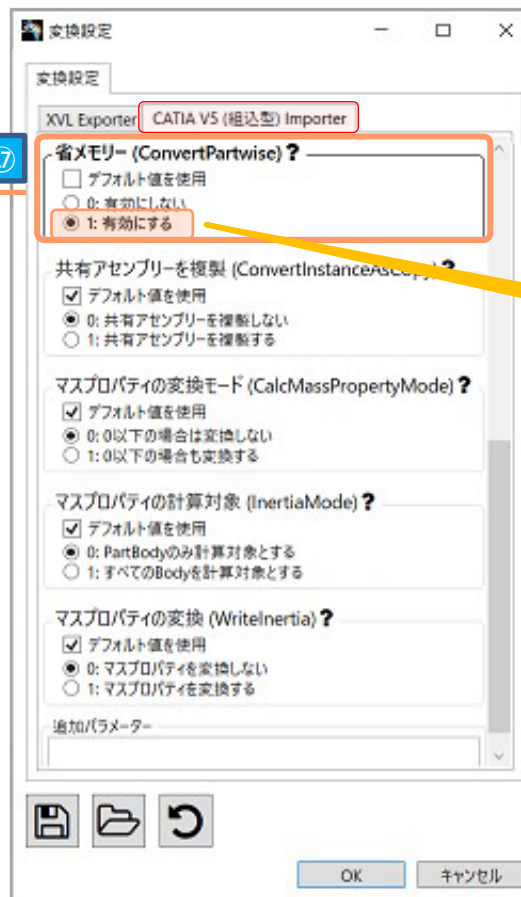 変換設定
変換設定
XVL Exporter CATIA V5 (組込型) Importer
⑦
省メモリー (ConvertPartwise) ?
デフォルト値を使用
0: 有効にしない
1: 有効にする
共有アセンブリーを複製 (ConvertInstanceAsCopy) ?
デフォルト値を使用
0: 共有アセンブリーを複製しない
1: 共有アセンブリーを複製する
マスプロパティの変換モード (CalcMassPropertyMode) ?
デフォルト値を使用
0: 0以下の場合は変換しない
1: 0以下の場合も変換する
マスプロパティの計算対象 (InertiaMode) ?
デフォルト値を使用
0: PartBodyのみ計算対象とする
1: すべてのBodyを計算対象とする
マスプロパティの変換 (WriteInertia) ?
デフォルト値を使用
0: マスプロパティを変換しない
1: マスプロパティを変換する
追加パラメーター
OK キャンセル